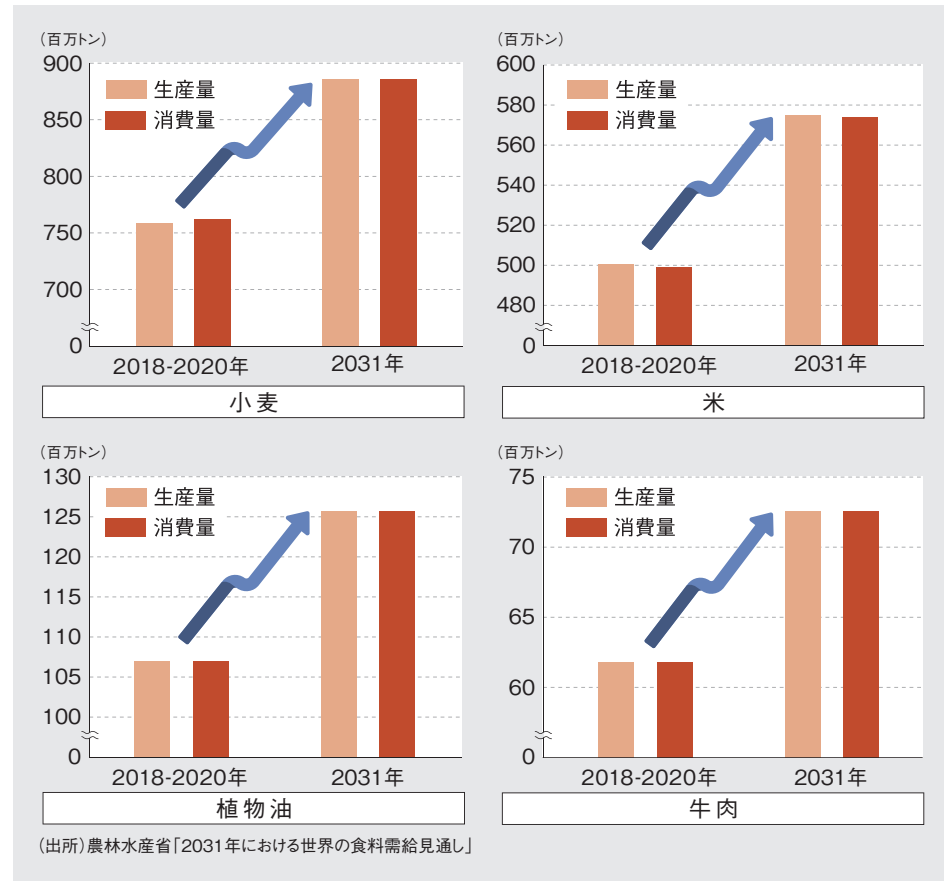 （百万トン）
900
850
800
750
700
0
生産量
消費量
2018-2020年
2031年
小麦
（百万トン）
600
580
560
540
520
500
480
0
生産量
消費量
2018-2020年
2031年
米
（百万トン）
130
125
120
115
110
105
100
0
生産量
消費量
2018-2020年
2031年
植物油
（百万トン）
75
70
65
60
0
生産量
消費量
2018-2020年
2031年
牛肉
（出所）農林水産省「2031年における世界の食料需給見通し」